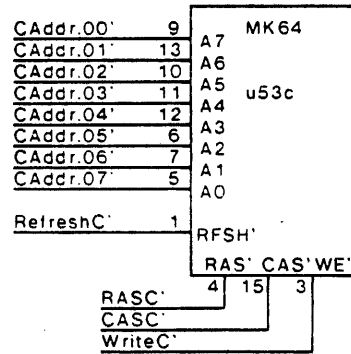 CAddr.00' 9 A7 MK64
CAddr.01' 13 A6
CAddr.02' 10 A5 u53c
CAddr.03' 11 A4
CAddr.04' 12 A3
CAddr.05' 6 A2
CAddr.06' 7 A1
CAddr.07' 5 A0
RefreshC' 1 RFSH'
RAS' CAS' WE'
4 15 3
RASC'
CASC'
WriteC'